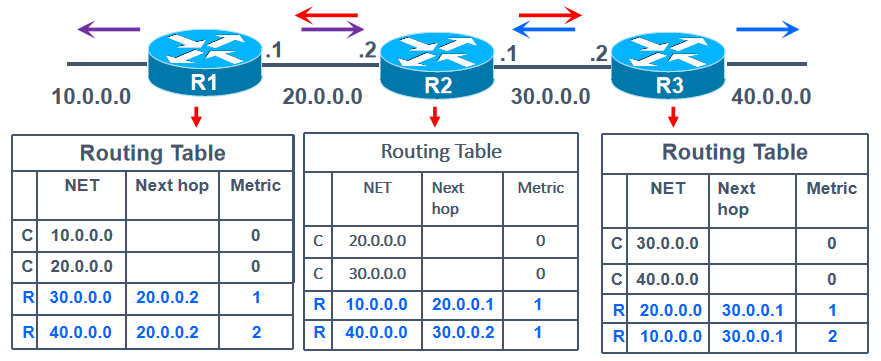 .1 .2 .1 .2
R1 R2 R3
10.0.0.0 20.0.0.0 30.0.0.0 40.0.0.0
Routing Table
NET Next hop Metric
C 10.0.0.0 0
C 20.0.0.0 0
R 30.0.0.0 20.0.0.2 1
R 40.0.0.0 20.0.0.2 2
Routing Table
NET Next Metric
hop
C 20.0.0.0 0
C 30.0.0.0 0
R 10.0.0.0 20.0.0.1 1
R 40.0.0.0 30.0.0.2 1
Routing Table
NET Next Metric
hop
C 30.0.0.0 0
C 40.0.0.0 0
R 20.0.0.0 30.0.0.1 1
R 10.0.0.0 30.0.0.1 2